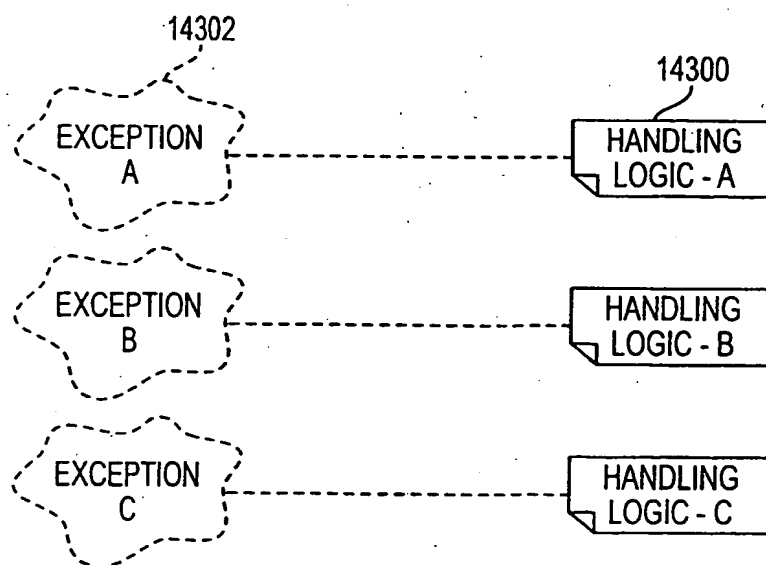 14302
14300
EXCEPTION
A
HANDLING
LOGIC - A
EXCEPTION
B
HANDLING
LOGIC - B
EXCEPTION
C
HANDLING
LOGIC - C